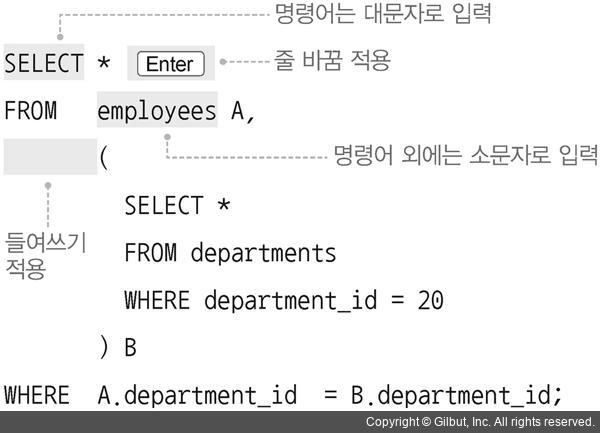 명령어는 대문자로 입력
SELECT * Enter 줄 바꿈 적용
FROM employees A,
( 명령어 외에는 소문자로 입력
SELECT *
들여쓰기
적용
FROM departments
WHERE department_id = 20
) B
WHERE A.department_id = B.department_id;
Copyright © Gilbut, Inc. All rights reserved.